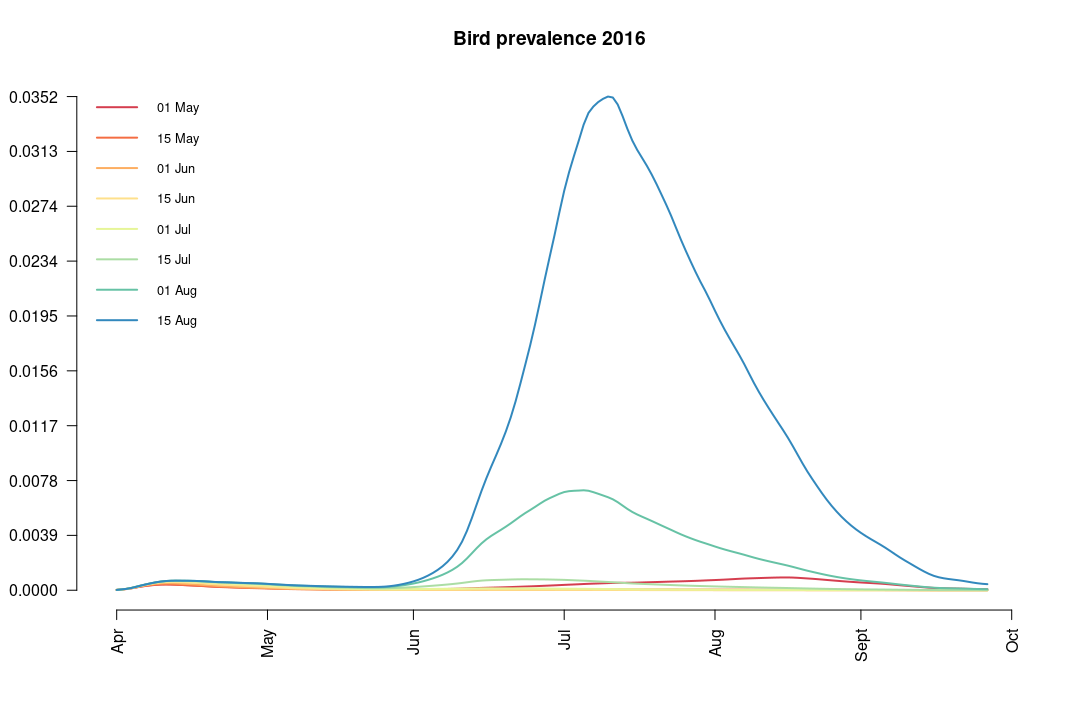 Bird prevalence 2016
0.0352
0.0313
0.0274
0.0234
0.0195
0.0156
0.0117
0.0078
0.0039
0.0000
01 May
15 May
01 Jun
15 Jun
01 Jul
15 Jul
01 Aug
15 Aug
Apr
May
Jun
Jul
Aug
Sept
Oct